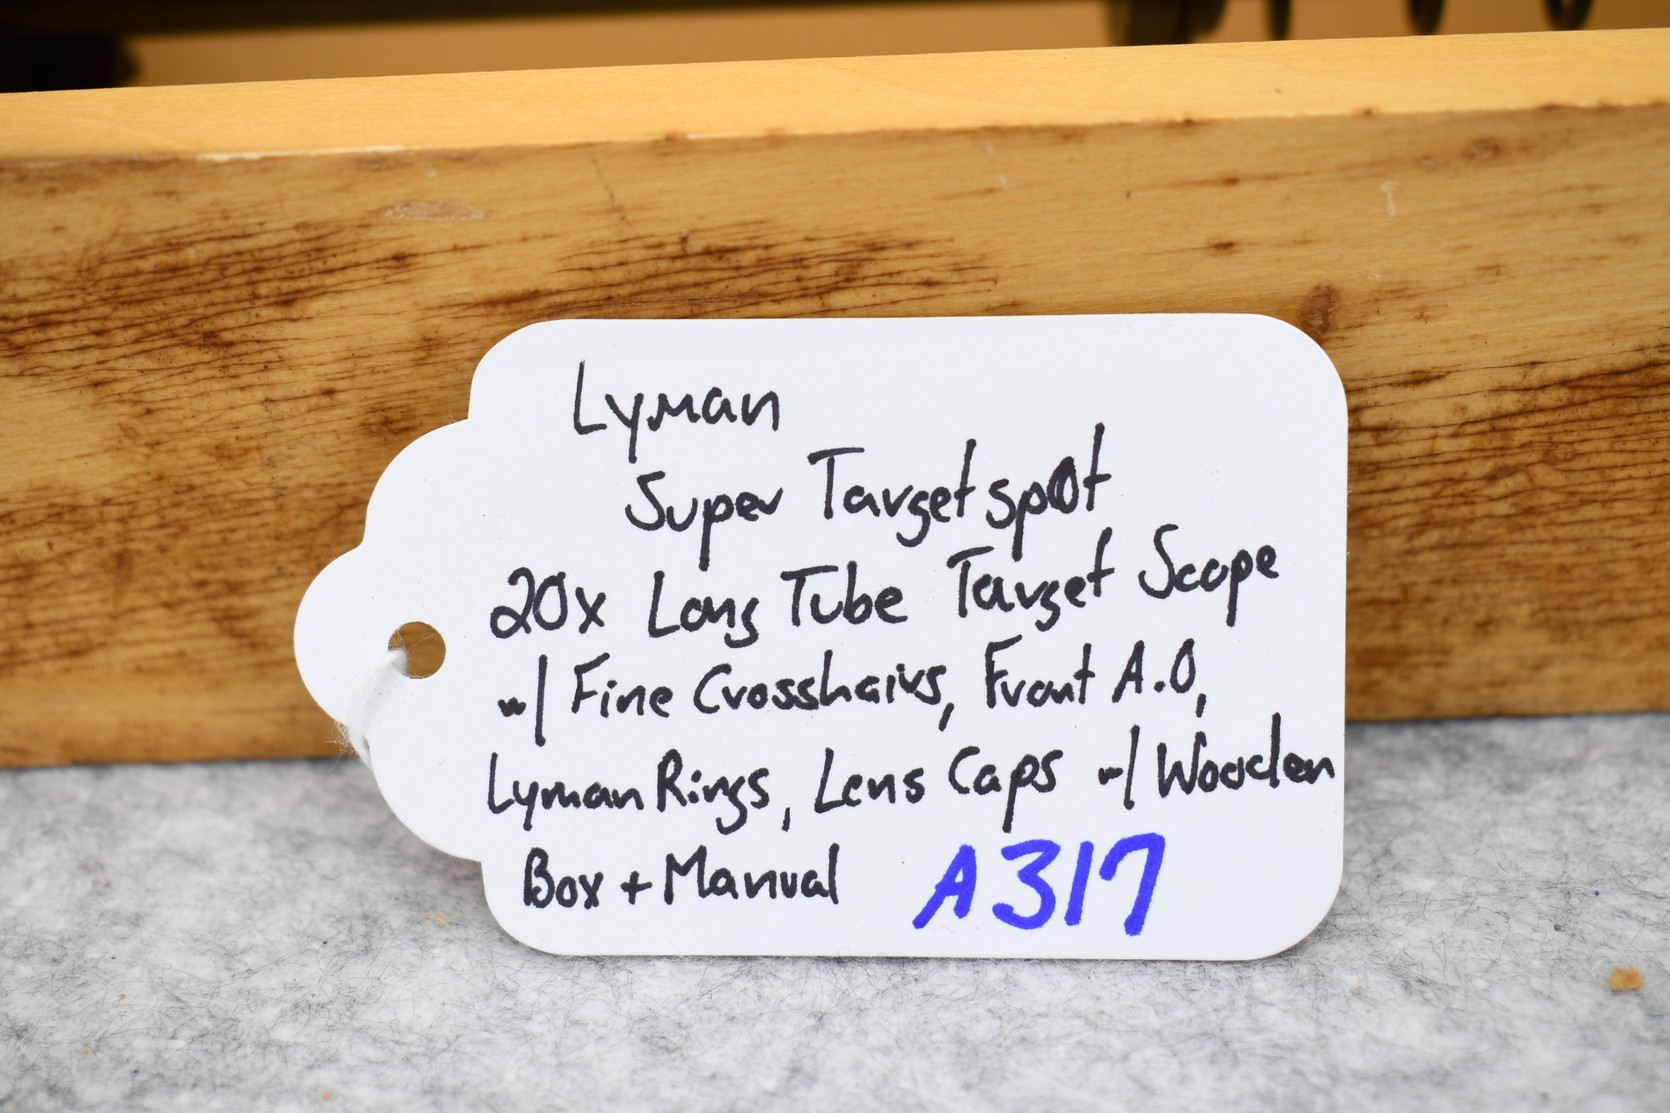 Lyman
Super Targetspot
20x Long Tube Target Scope
w/ Fine Crosshairs, Front A.O,
Lyman Rings, Lens Caps w/ Wooden
Box + Manual A317